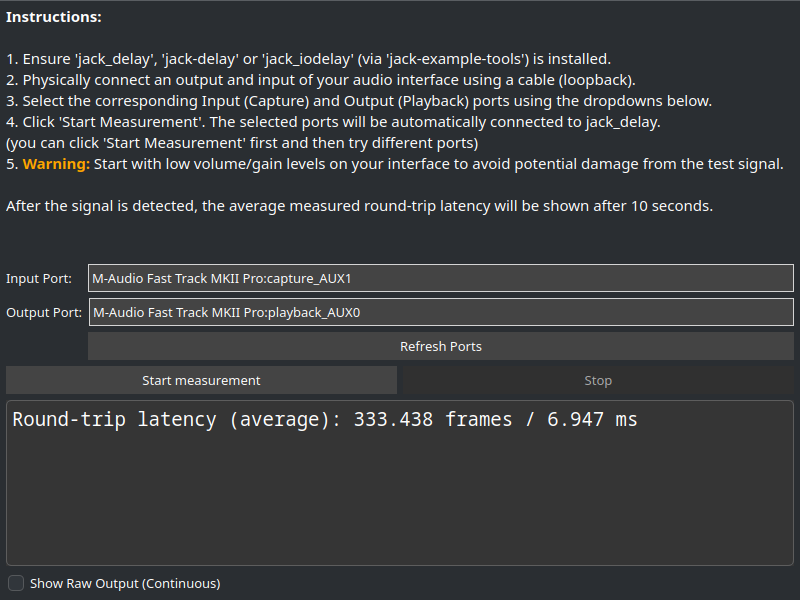 Instructions:
1. Ensure 'jack_delay', 'jack-delay' or 'jack_iodelay' (via 'jack-example-tools') is installed.
2. Physically connect an output and input of your audio interface using a cable (loopback).
3. Select the corresponding Input (Capture) and Output (Playback) ports using the dropdowns below.
4. Click 'Start Measurement'. The selected ports will be automatically connected to jack_delay.
(you can click 'Start Measurement' first and then try different ports)
5. Warning: Start with low volume/gain levels on your interface to avoid potential damage from the test signal.
After the signal is detected, the average measured round-trip latency will be shown after 10 seconds.
Input Port: M-Audio Fast Track MKII Pro:capture_AUX1
Output Port: M-Audio Fast Track MKII Pro:playback_AUX0
Refresh Ports
Start measurement Stop
Round-trip latency (average): 333.438 frames / 6.947 ms
Show Raw Output (Continuous)